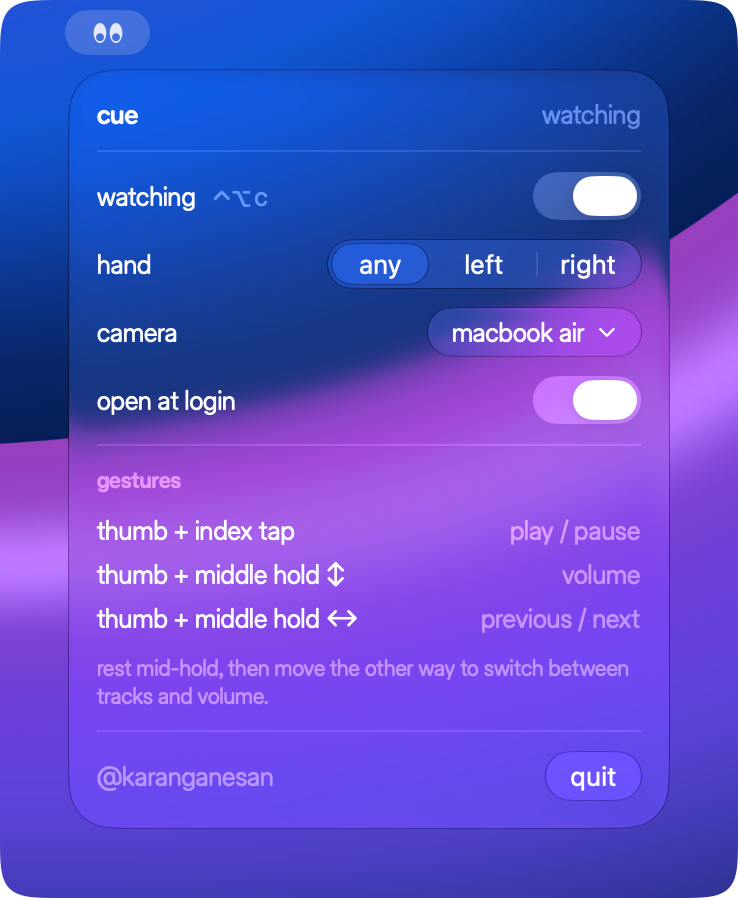 cue watching
watching ^⌥C
hand any left right
camera macbook air
open at login
gestures
thumb + index tap play / pause
thumb + middle hold ↕ volume
thumb + middle hold ↔ previous / next
rest mid-hold, then move the other way to switch between
tracks and volume.
@karanganesan quit